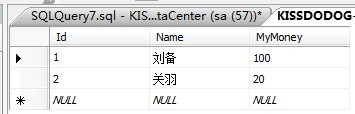 SQLQuery7.sql - KIS...taCenter (sa (57))* KISSDODOG-
Id Name MyMoney
1 刘备 100
2 关羽 20
NULL NULL NULL